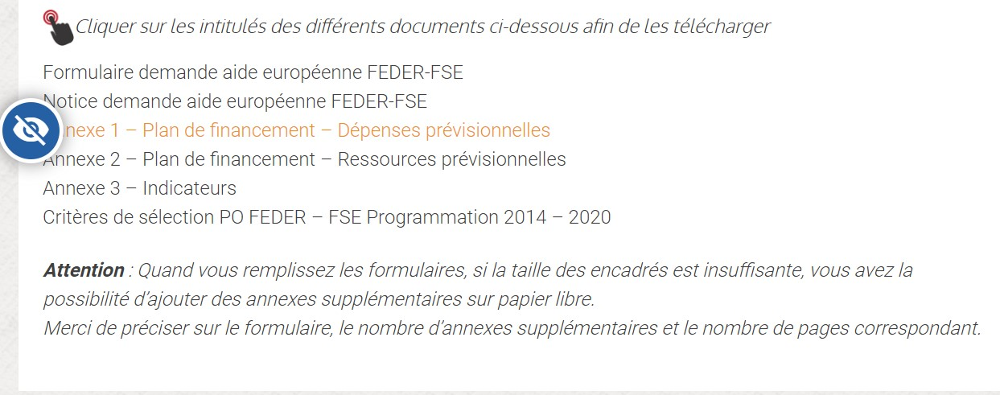 Cliquer sur les intitulés des différents documents ci-dessous afin de les télécharger
Formulaire demande aide européenne FEDER-FSE
Notice demande aide européenne FEDER-FSE
nexe 1 – Plan de financement – Dépenses prévisionnelles
Annexe 2 – Plan de financement – Ressources prévisionnelles
Annexe 3 – Indicateurs
Critères de sélection PO FEDER – FSE Programmation 2014 – 2020
Attention : Quand vous remplissez les formulaires, si la taille des encadrés est insuffisante, vous avez la
possibilité d’ajouter des annexes supplémentaires sur papier libre.
Merci de préciser sur le formulaire, le nombre d’annexes supplémentaires et le nombre de pages correspondant.